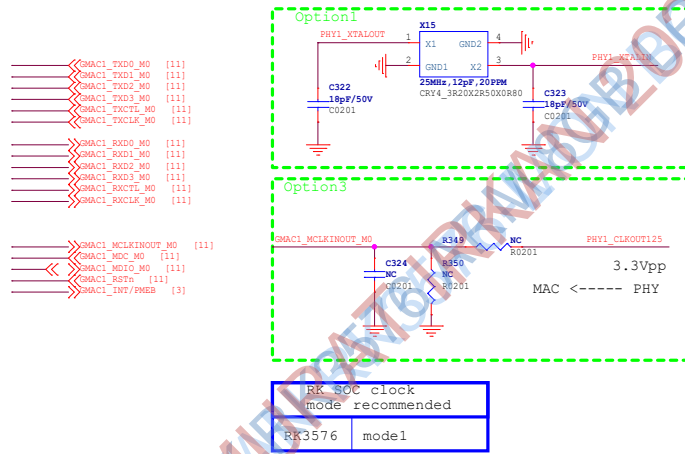 Option1
PHY1_XTALOUT
X15
1
X1
GND2
4
2
GND1
X2
3
PHY1_XTALIN
25MHz,12pF,20PPM
CRY4_3R20X2R50X0R80
C322
18pF/50V
C0201
C323
18pF/50V
C0201
GMAC1_TXD0_M0 [11]
GMAC1_TXD1_M0 [11]
GMAC1_TXD2_M0 [11]
GMAC1_TXD3_M0 [11]
GMAC1_TXCTL_M0 [11]
GMAC1_TXCLK_M0 [11]
GMAC1_RXD0_M0 [11]
GMAC1_RXD1_M0 [11]
GMAC1_RXD2_M0 [11]
GMAC1_RXD3_M0 [11]
GMAC1_RXCTL_M0 [11]
GMAC1_RXCLK_M0 [11]
GMAC1_MCLKINOUT_M0 [11]
GMAC1_MDC_M0 [11]
GMAC1_MDIO_M0 [11]
GMAC1_RSTn [11]
GMAC1_INT/PMEB [3]
Option3
GMAC1_MCLKINOUT_M0
R349
NC
R0201
PHY1_CLKOUT125
C324
NC
C0201
R350
NC
R0201
3.3Vpp
MAC <----- PHY
RK SOC clock
mode recommended
RK3576
mode1